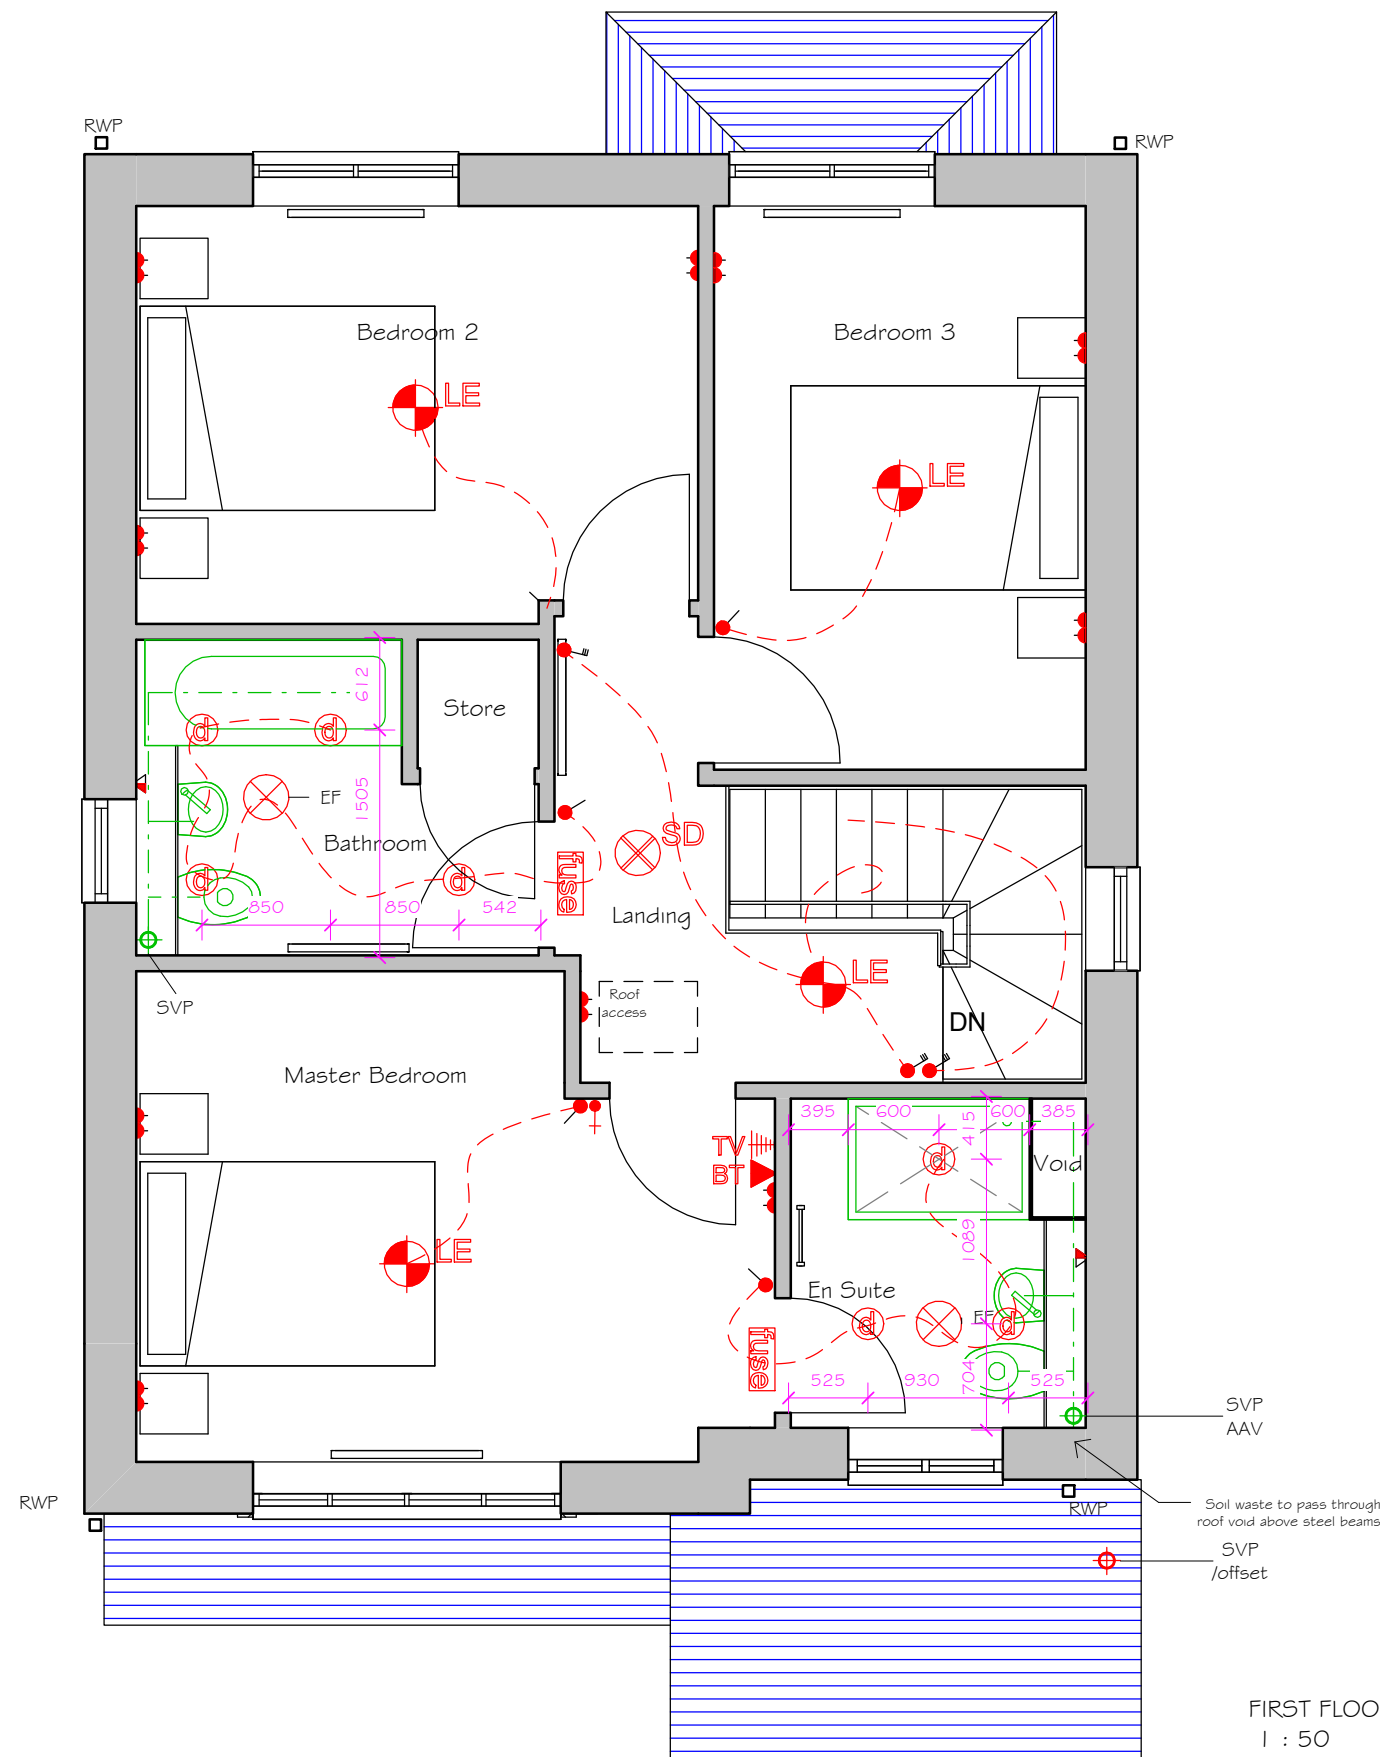 RWP
RWP
Bedroom 2
Bedroom 3
LE
LE
612
Store
d
d
1505
EF
Bathroom
SD
fuse
d
d
850
850
542
Landing
LE
SVP
Roof
access
DN
Master Bedroom
395
600
600
385
415
TV
BT
d
Void
1089
LE
En Suite
EF
d
d
fuse
704
525
930
525
SVP
AAV
RWP
RWP
Soil waste to pass through
roof void above steel beams
SVP
/offset
FIRST FLOO
1 : 50